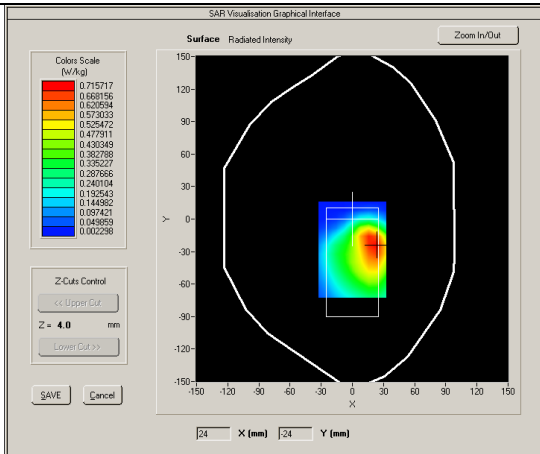 SAR Visualisation Graphical Interface
Surface Radiated Intensity
Zoom In/Out
Colors Scale
(W/kg)
0.715717
0.668156
0.620594
0.573033
0.525472
0.477911
0.430349
0.382788
0.335227
0.287666
0.240104
0.192543
0.144982
0.097421
0.049859
0.002298
150
120
90
60
30
0
-30
-60
-90
-120
-150
Y
-150 -120 -90 -60 -30 0 30 60 90 120 150
X
Z-Cuts Control
<< Upper Cut
Z = 4.0 mm
Lower Cut >>
SAVE Cancel
24 X (mm) -24 Y (mm)